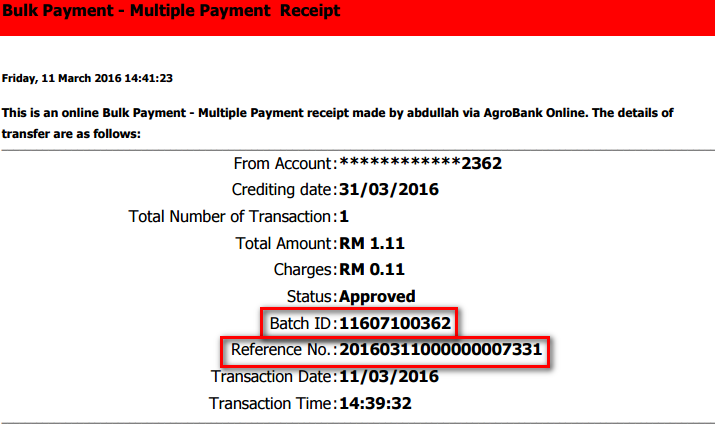 Bulk Payment - Multiple Payment Receipt
Friday, 11 March 2016 14:41:23
This is an online Bulk Payment - Multiple Payment receipt made by abdullah via AgroBank Online. The details of
transfer are as follows:
From Account:************2362
Crediting date:31/03/2016
Total Number of Transaction:1
Total Amount:RM 1.11
Charges:RM 0.11
Status:Approved
Batch ID:11607100362
Reference No.:20160311000000007331
Transaction Date:11/03/2016
Transaction Time:14:39:32